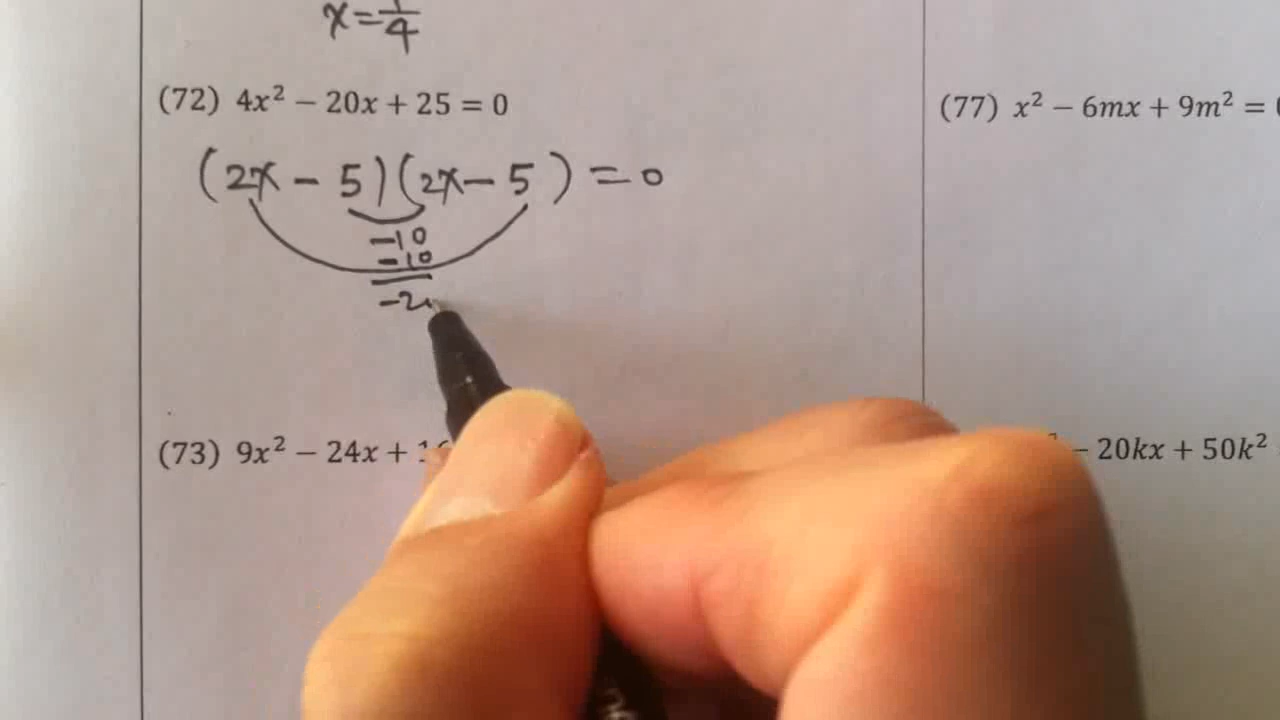 x = 1/4
(72) 4x² − 20x + 25 = 0
(2x − 5)(2x − 5) = 0
−10
−10
−2
(73) 9x² − 24x +
(77) x² − 6mx + 9m² =
− 20kx + 50k²